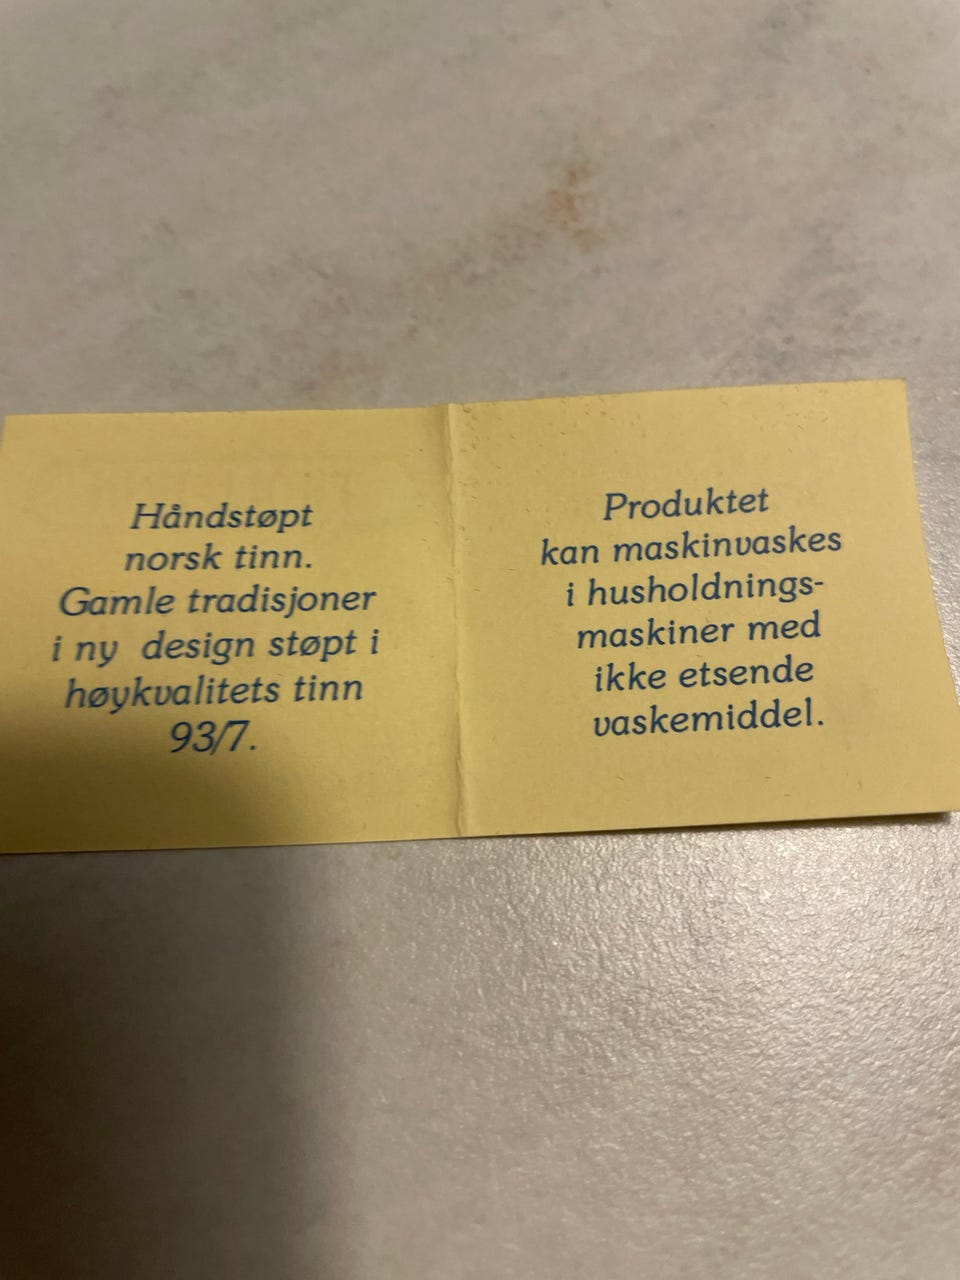 Håndstøpt
norsk tinn.
Gamle tradisjoner
i ny design støpt i
høykvalitets tinn
93/7.
Produktet
kan maskinvaskes
i husholdnings-
maskiner med
ikke etsende
vaskemiddel.